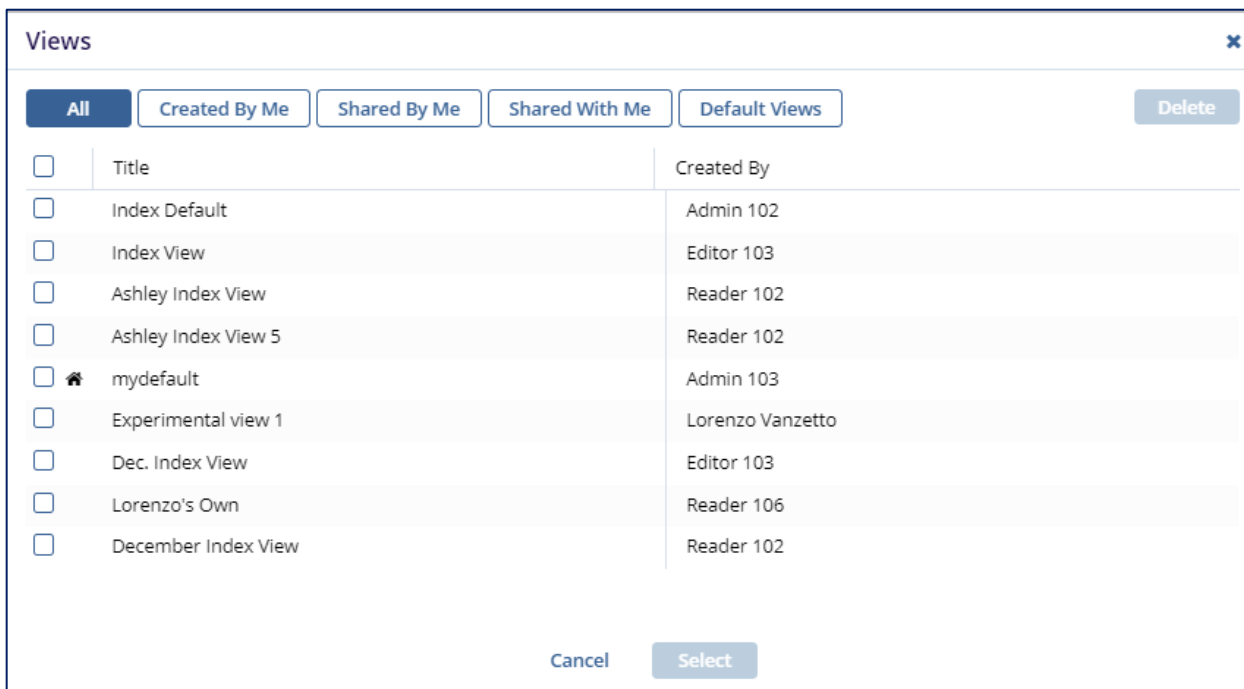 Views
All Created By Me Shared By Me Shared With Me Default Views Delete
Title Created By
Index Default Admin 102
Index View Editor 103
Ashley Index View Reader 102
Ashley Index View 5 Reader 102
mydefault Admin 103
Experimental view 1 Lorenzo Vanzetto
Dec. Index View Editor 103
Lorenzo's Own Reader 106
December Index View Reader 102
Cancel Select